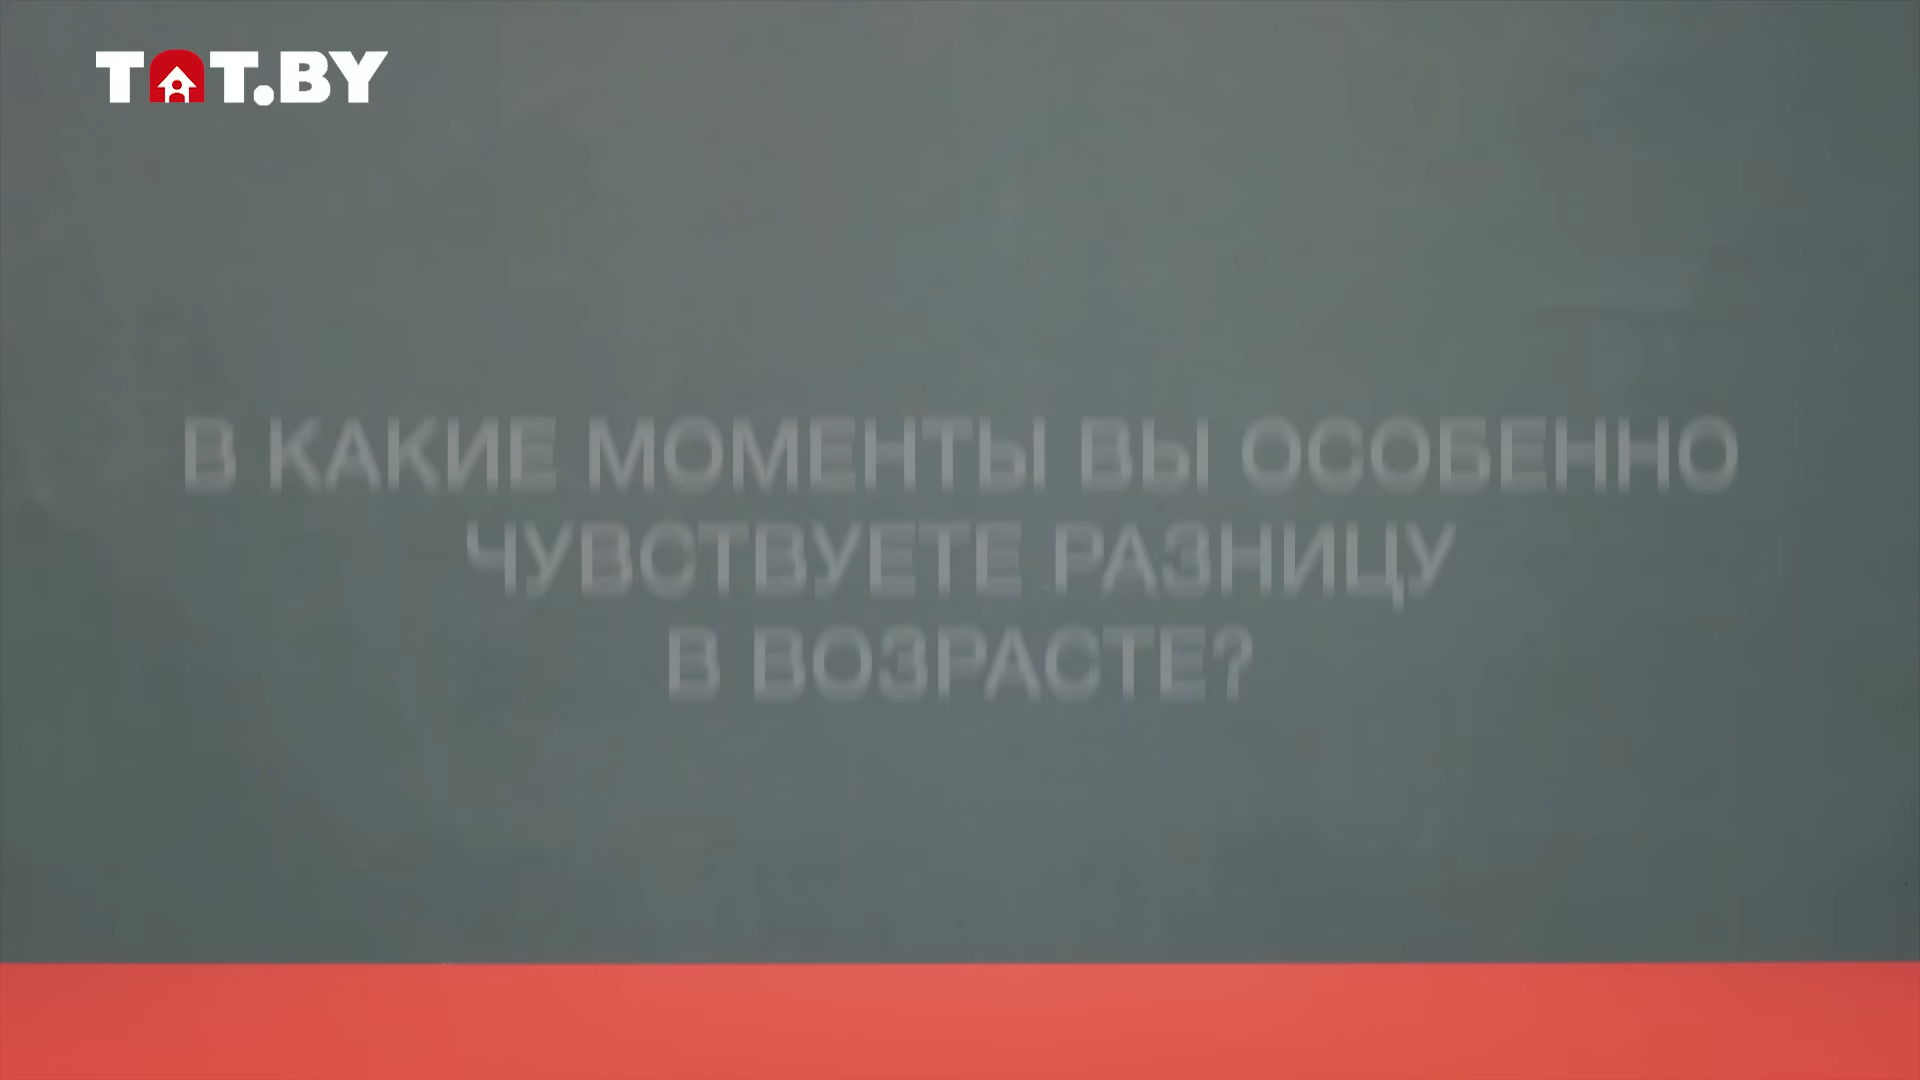 TUT.BY
В КАКИЕ МОМЕНТЫ ВЫ ОСОБЕННО
ЧУВСТВУЕТЕ РАЗНИЦУ
В ВОЗРАСТЕ?